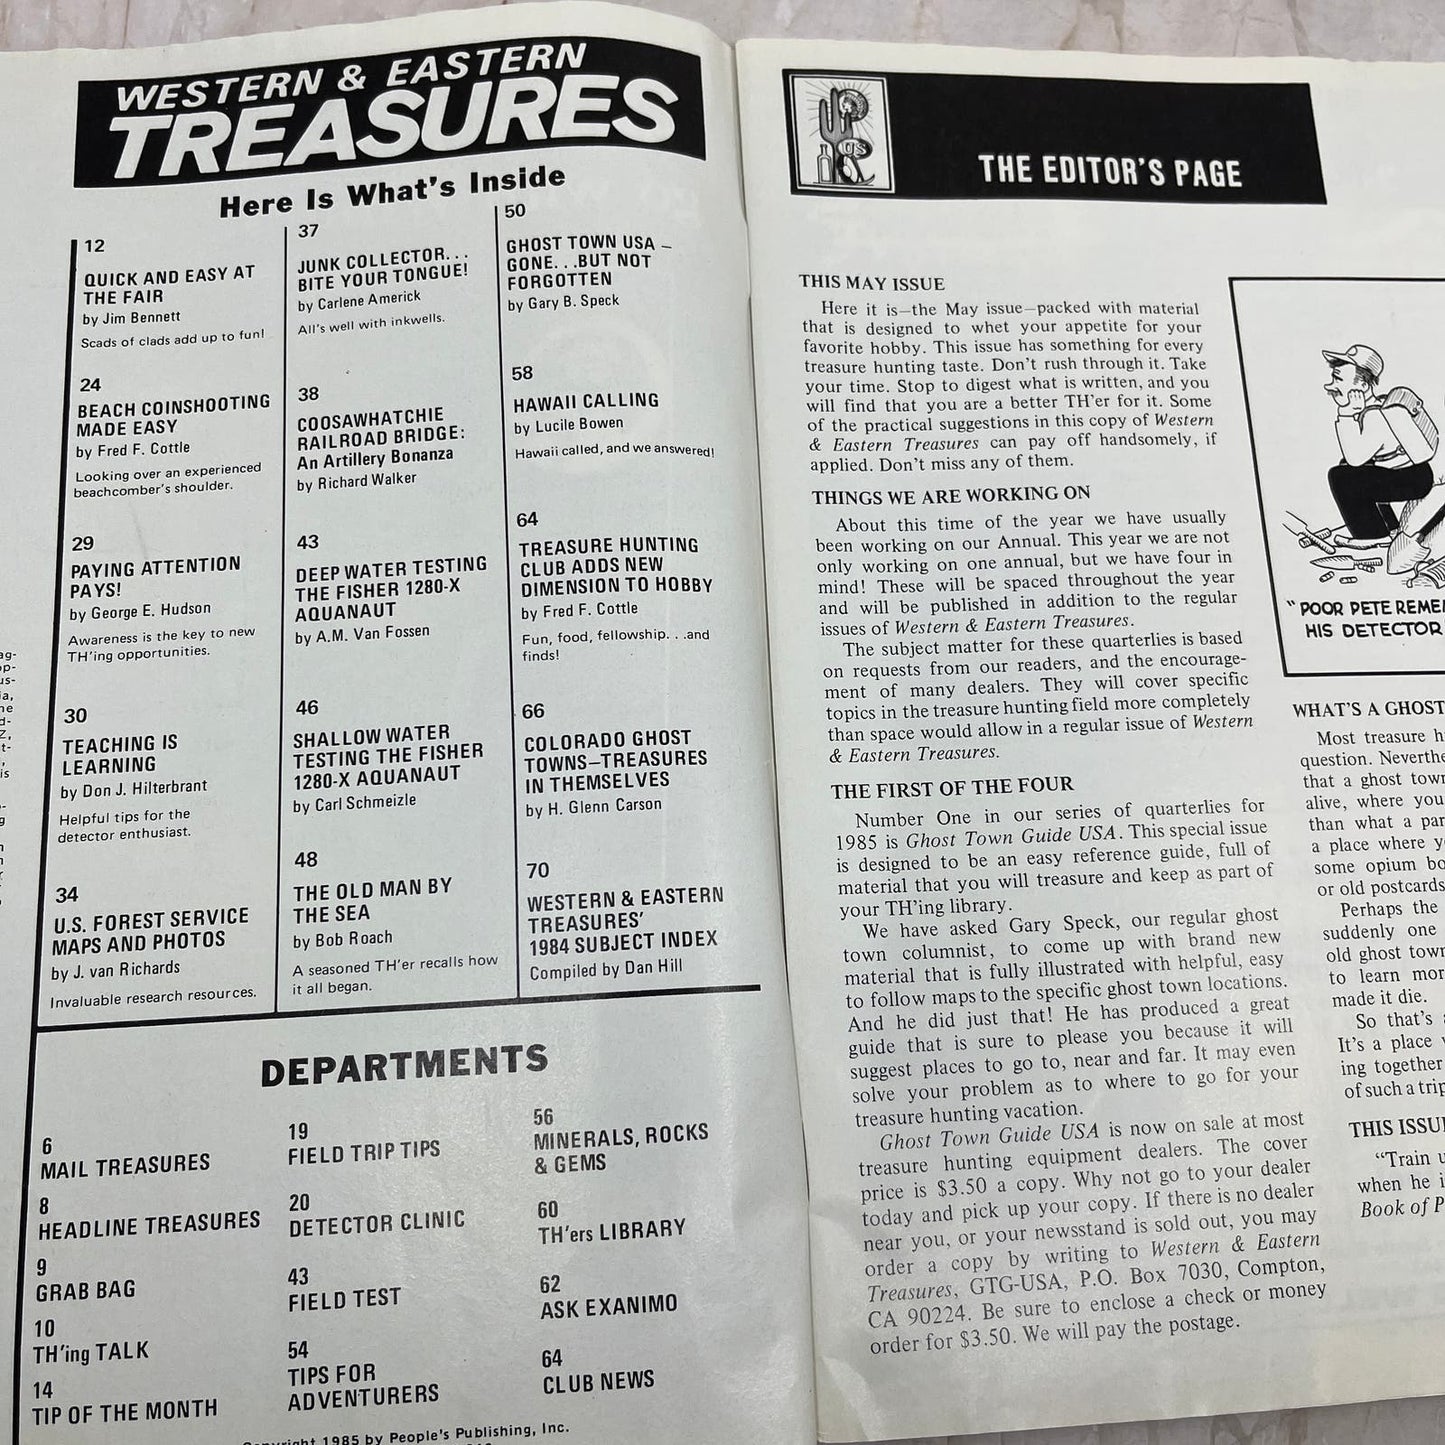 WESTERN & EASTERN
TREASURES
Here Is What's Inside
12
QUICK AND EASY AT
THE FAIR
by Jim Bennett
Scads of clads add up to fun!
24
BEACH COINSHOOTING
MADE EASY
by Fred F. Cottle
Looking over an experienced
beachcomber's shoulder.
29
PAYING ATTENTION
PAYS!
by George E. Hudson
Awareness is the key to new
TH'ing opportunities.
30
TEACHING IS
LEARNING
by Don J. Hilterbrant
Helpful tips for the
detector enthusiast.
34
U.S. FOREST SERVICE
MAPS AND PHOTOS
by J. van Richards
Invaluable research resources.
37
JUNK COLLECTOR...
BITE YOUR TONGUE!
by Carlene Americk
All's well with inkwells.
38
COOSAWHATCHIE
RAILROAD BRIDGE:
An Artillery Bonanza
by Richard Walker
43
DEEP WATER TESTING
THE FISHER 1280-X
AQUANAUT
by A.M. Van Fossen
46
SHALLOW WATER
TESTING THE FISHER
1280-X AQUANAUT
by Carl Schmeizle
48
THE OLD MAN BY
THE SEA
by Bob Roach
A seasoned TH'er recalls how
it all began.
50
GHOST TOWN USA –
GONE...BUT NOT
FORGOTTEN
by Gary B. Speck
58
HAWAII CALLING
by Lucile Bowen
Hawaii called, and we answered!
64
TREASURE HUNTING
CLUB ADDS NEW
DIMENSION TO HOBBY
by Fred F. Cottle
Fun, food, fellowship...and
finds!
66
COLORADO GHOST
TOWNS–TREASURES
IN THEMSELVES
by H. Glenn Carson
70
WESTERN & EASTERN
TREASURES'
1984 SUBJECT INDEX
Compiled by Dan Hill
DEPARTMENTS
6
MAIL TREASURES
8
HEADLINE TREASURES
9
GRAB BAG
10
TH'ing TALK
14
TIP OF THE MONTH
19
FIELD TRIP TIPS
20
DETECTOR CLINIC
43
FIELD TEST
54
TIPS FOR
ADVENTURERS
56
MINERALS, ROCKS
& GEMS
60
TH'ers LIBRARY
62
ASK EXANIMO
64
CLUB NEWS
Copyright 1985 by People's Publishing, Inc.
THE EDITOR'S PAGE
THIS MAY ISSUE
Here it is–the May issue–packed with material
that is designed to whet your appetite for your
favorite hobby. This issue has something for every
treasure hunting taste. Don't rush through it. Take
your time. Stop to digest what is written, and you
will find that you are a better TH'er for it. Some
of the practical suggestions in this copy of Western
& Eastern Treasures can pay off handsomely, if
applied. Don't miss any of them.
THINGS WE ARE WORKING ON
About this time of the year we have usually
been working on our Annual. This year we are not
only working on one annual, but we have four in
mind! These will be spaced throughout the year
and will be published in addition to the regular
issues of Western & Eastern Treasures.
The subject matter for these quarterlies is based
on requests from our readers, and the encourage-
ment of many dealers. They will cover specific
topics in the treasure hunting field more completely
than space would allow in a regular issue of Western
& Eastern Treasures.
THE FIRST OF THE FOUR
Number One in our series of quarterlies for
1985 is Ghost Town Guide USA. This special issue
is designed to be an easy reference guide, full of
material that you will treasure and keep as part of
your TH'ing library.
We have asked Gary Speck, our regular ghost
town columnist, to come up with brand new
material that is fully illustrated with helpful, easy
to follow maps to the specific ghost town locations.
And he did just that! He has produced a great
guide that is sure to please you because it will
suggest places to go to, near and far. It may even
solve your problem as to where to go for your
treasure hunting vacation.
Ghost Town Guide USA is now on sale at most
treasure hunting equipment dealers. The cover
price is $3.50 a copy. Why not go to your dealer
today and pick up your copy. If there is no dealer
near you, or your newsstand is sold out, you may
order a copy by writing to Western & Eastern
Treasures, GTG-USA, P.O. Box 7030, Compton,
CA 90224. Be sure to enclose a check or money
order for $3.50. We will pay the postage.
"POOR PETE REME
HIS DETECTOR
WHAT'S A GHOST
Most treasure h
question. Neverthe
that a ghost town
alive, where you
than what a par
a place where y
some opium bo
or old postcards
Perhaps the
suddenly one
old ghost town
to learn mor
made it die.
So that's
It's a place
ing together
of such a trip
THIS ISSU
"Train u
when he i
Book of P